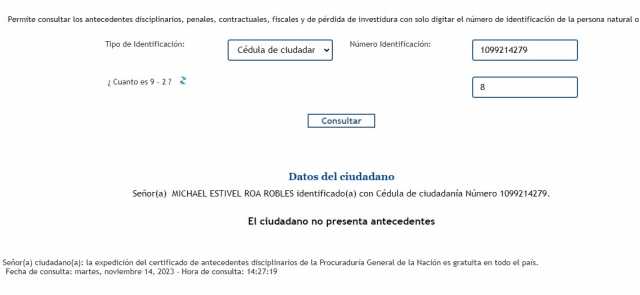 Permite consultar los antecedentes disciplinarios, penales, contractuales, fiscales y de pérdida de investidura con solo digitar el número de identificación de la persona natural o
Tipo de Identificación: Cédula de ciudadar Número Identificación: 1099214279
¿ Cuanto es 9 - 2 ? 8
Consultar
Datos del ciudadano
Señor(a) MICHAEL ESTIVEL ROA ROBLES identificado(a) con Cédula de ciudadanía Número 1099214279.
El ciudadano no presenta antecedentes
Señor(a) ciudadano(a): la expedición del certificado de antecedentes disciplinarios de la Procuraduría General de la Nación es gratuita en todo el país.
Fecha de consulta: martes, noviembre 14, 2023 - Hora de consulta: 14:27:19